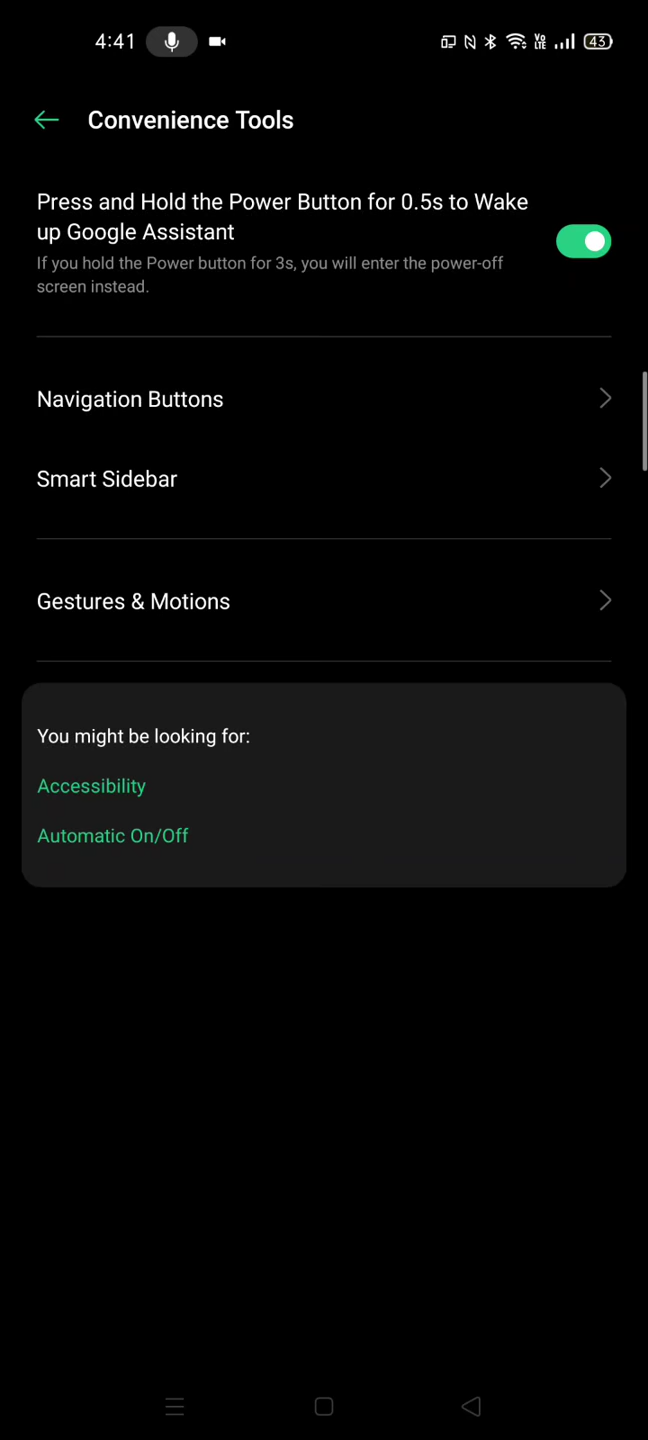 4:41
Vo
LTE
43
Convenience Tools
Press and Hold the Power Button for 0.5s to Wake
up Google Assistant
If you hold the Power button for 3s, you will enter the power-off
screen instead.
Navigation Buttons
Smart Sidebar
Gestures & Motions
You might be looking for:
Accessibility
Automatic On/Off